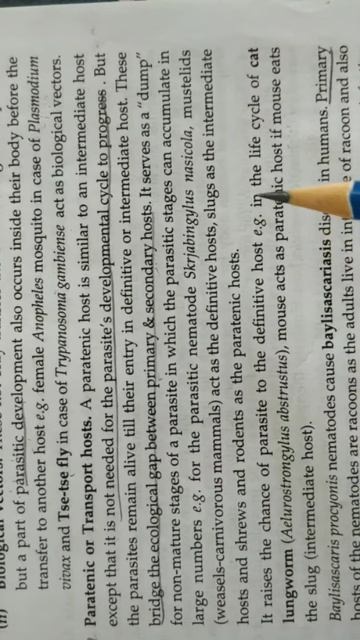 but a part of parasitic development also occurs inside their body before the
transfer to another host e.g. female Anopheles mosquito in case of Plasmodium
vivax and Tse-tse fly in case of Trypanosoma gambiense act as biological vectors.
Paratenic or Transport hosts. A paratenic host is similar to an intermediate host
except that it is not needed for the parasite's developmental cycle to progress. But
the parasites remain alive till their entry in definitive or intermediate host. These
bridge the ecological gap between primary & secondary hosts. It serves as a "dump"
for non-mature stages of a parasite in which the parasitic stages can accumulate in
large numbers e.g. for the parasitic nematode Skrjabingylus nasicola, mustelids
(weasels-carnivorous mammals) act as the definitive hosts, slugs as the intermediate
hosts and shrews and rodents as the paratenic hosts.
It raises the chance of parasite to the definitive host e.g. in the life cycle of cat
lungworm (Aelurostrongylus abstrustus), mouse acts as host if mouse eats
the slug (intermediate host).
Baylisascaris procyonis nematodes cause baylisascariasis in humans. Primary
hosts of the nematodes are racoons as the adults live in of racoon and also